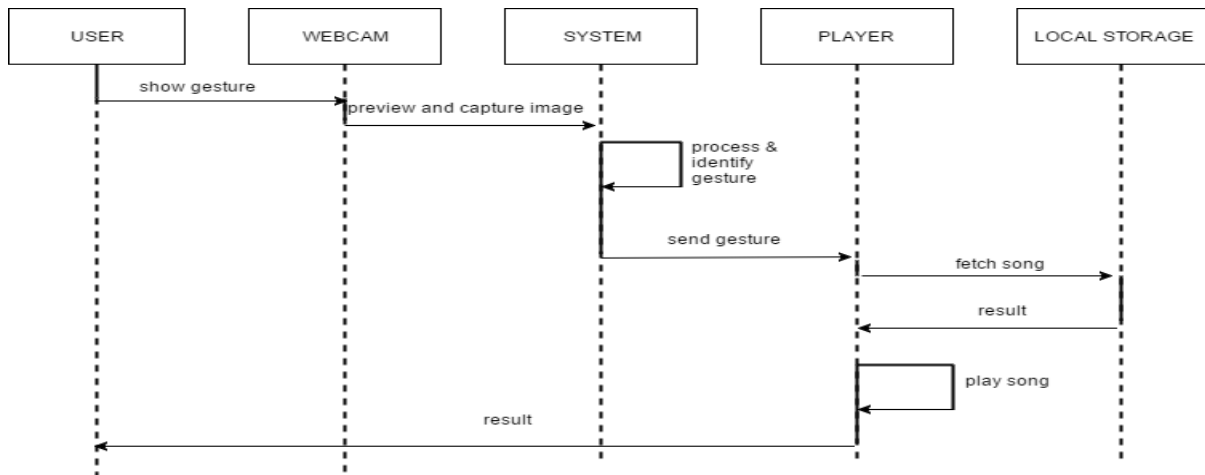 USER
WEBCAM
SYSTEM
PLAYER
LOCAL STORAGE
show gesture
preview and capture image
process &
identify
gesture
send gesture
fetch song
result
play song
result